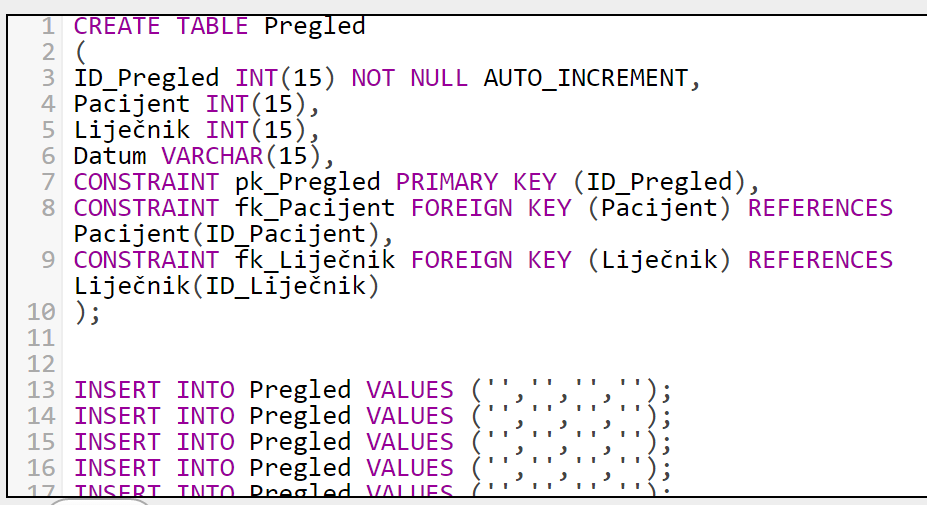 1 CREATE TABLE Pregled
2 (
3 ID_Pregled INT(15) NOT NULL AUTO_INCREMENT,
4 Pacijent INT(15),
5 Liječnik INT(15),
6 Datum VARCHAR(15),
7 CONSTRAINT pk_Pregled PRIMARY KEY (ID_Pregled),
8 CONSTRAINT fk_Pacijent FOREIGN KEY (Pacijent) REFERENCES
Pacijent(ID_Pacijent),
9 CONSTRAINT fk_Liječnik FOREIGN KEY (Liječnik) REFERENCES
Liječnik(ID_Liječnik)
10 );
11
12
13 INSERT INTO Pregled VALUES ('','','','');
14 INSERT INTO Pregled VALUES ('','','','');
15 INSERT INTO Pregled VALUES ('','','','');
16 INSERT INTO Pregled VALUES ('','','','');
17 INSERT INTO Pregled VALUES ('','','','');